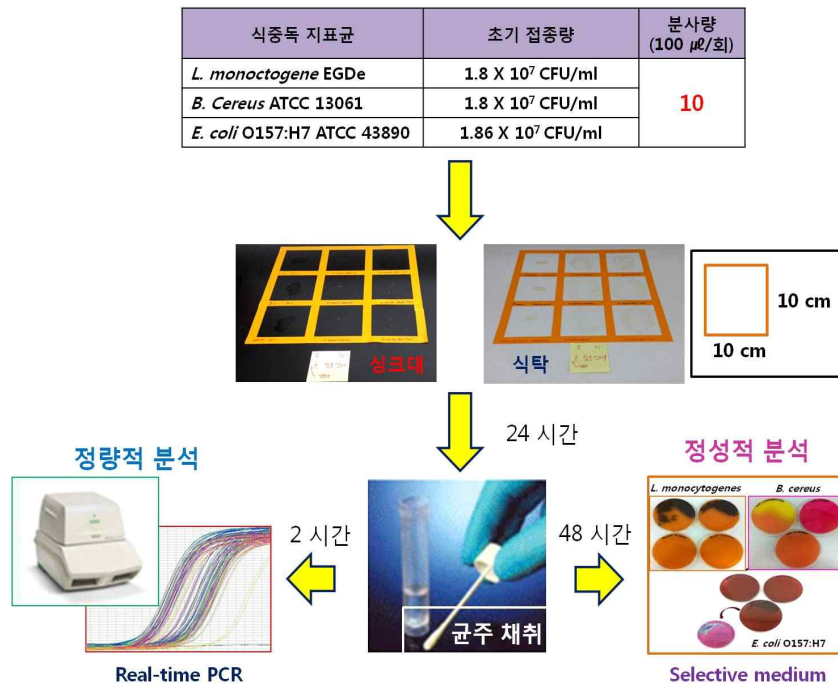 식중독 지표균
초기 접종량
분사량
(100 ㎕/회)
L. monoctogene EGDe
1.8 X 10⁷ CFU/ml
10
B. Cereus ATCC 13061
1.8 X 10⁷ CFU/ml
E. coli O157:H7 ATCC 43890
1.86 X 10⁷ CFU/ml
싱크대
식탁
10 cm
10 cm
24 시간
정량적 분석
정성적 분석
L. monocytogenes
B. cereus
2 시간
48 시간
균주 채취
E. coli O157:H7
Real-time PCR
Selective medium